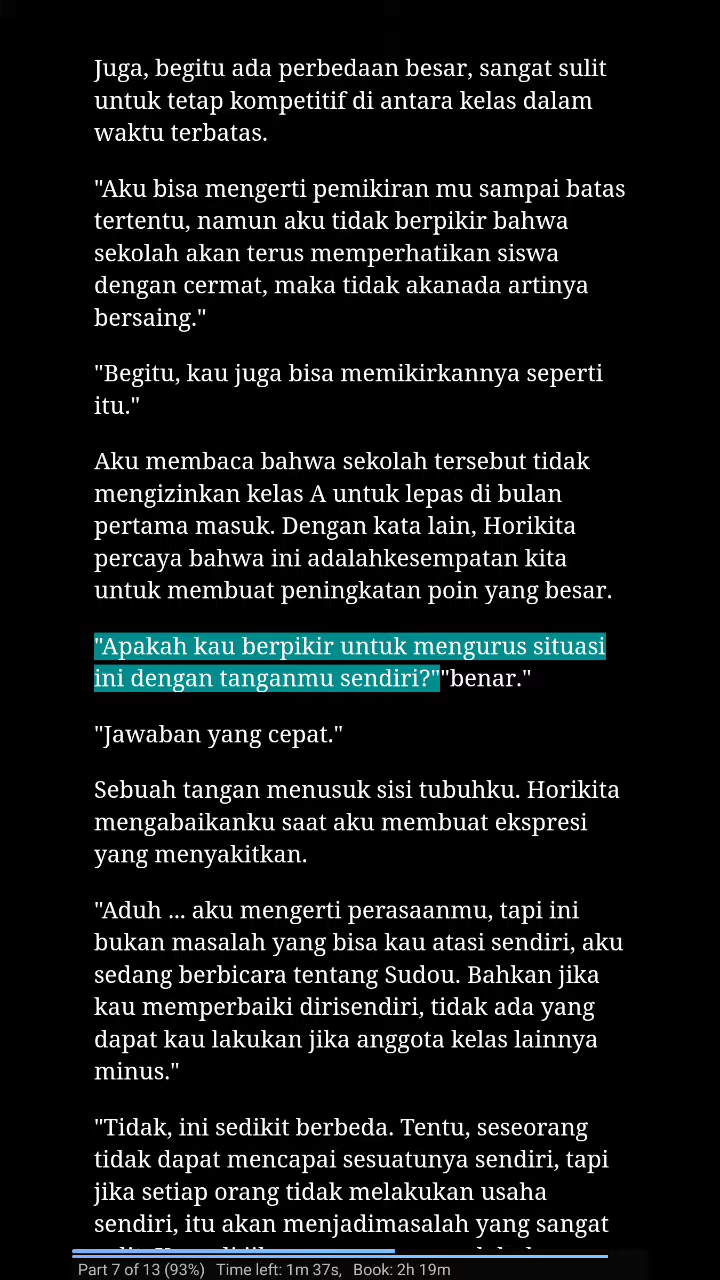 Juga, begitu ada perbedaan besar, sangat sulit
untuk tetap kompetitif di antara kelas dalam
waktu terbatas.
"Aku bisa mengerti pemikiran mu sampai batas
tertentu, namun aku tidak berpikir bahwa
sekolah akan terus memperhatikan siswa
dengan cermat, maka tidak akanada artinya
bersaing."
"Begitu, kau juga bisa memikirkannya seperti
itu."
Aku membaca bahwa sekolah tersebut tidak
mengizinkan kelas A untuk lepas di bulan
pertama masuk. Dengan kata lain, Horikita
percaya bahwa ini adalahkesempatan kita
untuk membuat peningkatan poin yang besar.
"Apakah kau berpikir untuk mengurus situasi
ini dengan tanganmu sendiri?""benar."
"Jawaban yang cepat."
Sebuah tangan menusuk sisi tubuhku. Horikita
mengabaikanku saat aku membuat ekspresi
yang menyakitkan.
"Aduh ... aku mengerti perasaanmu, tapi ini
bukan masalah yang bisa kau atasi sendiri, aku
sedang berbicara tentang Sudou. Bahkan jika
kau memperbaiki dirisendiri, tidak ada yang
dapat kau lakukan jika anggota kelas lainnya
minus."
"Tidak, ini sedikit berbeda. Tentu, seseorang
tidak dapat mencapai sesuatunya sendiri, tapi
jika setiap orang tidak melakukan usaha
sendiri, itu akan menjadimasalah yang sangat
Part 7 of 13 (93%) Time left: 1m 37s, Book: 2h 19m